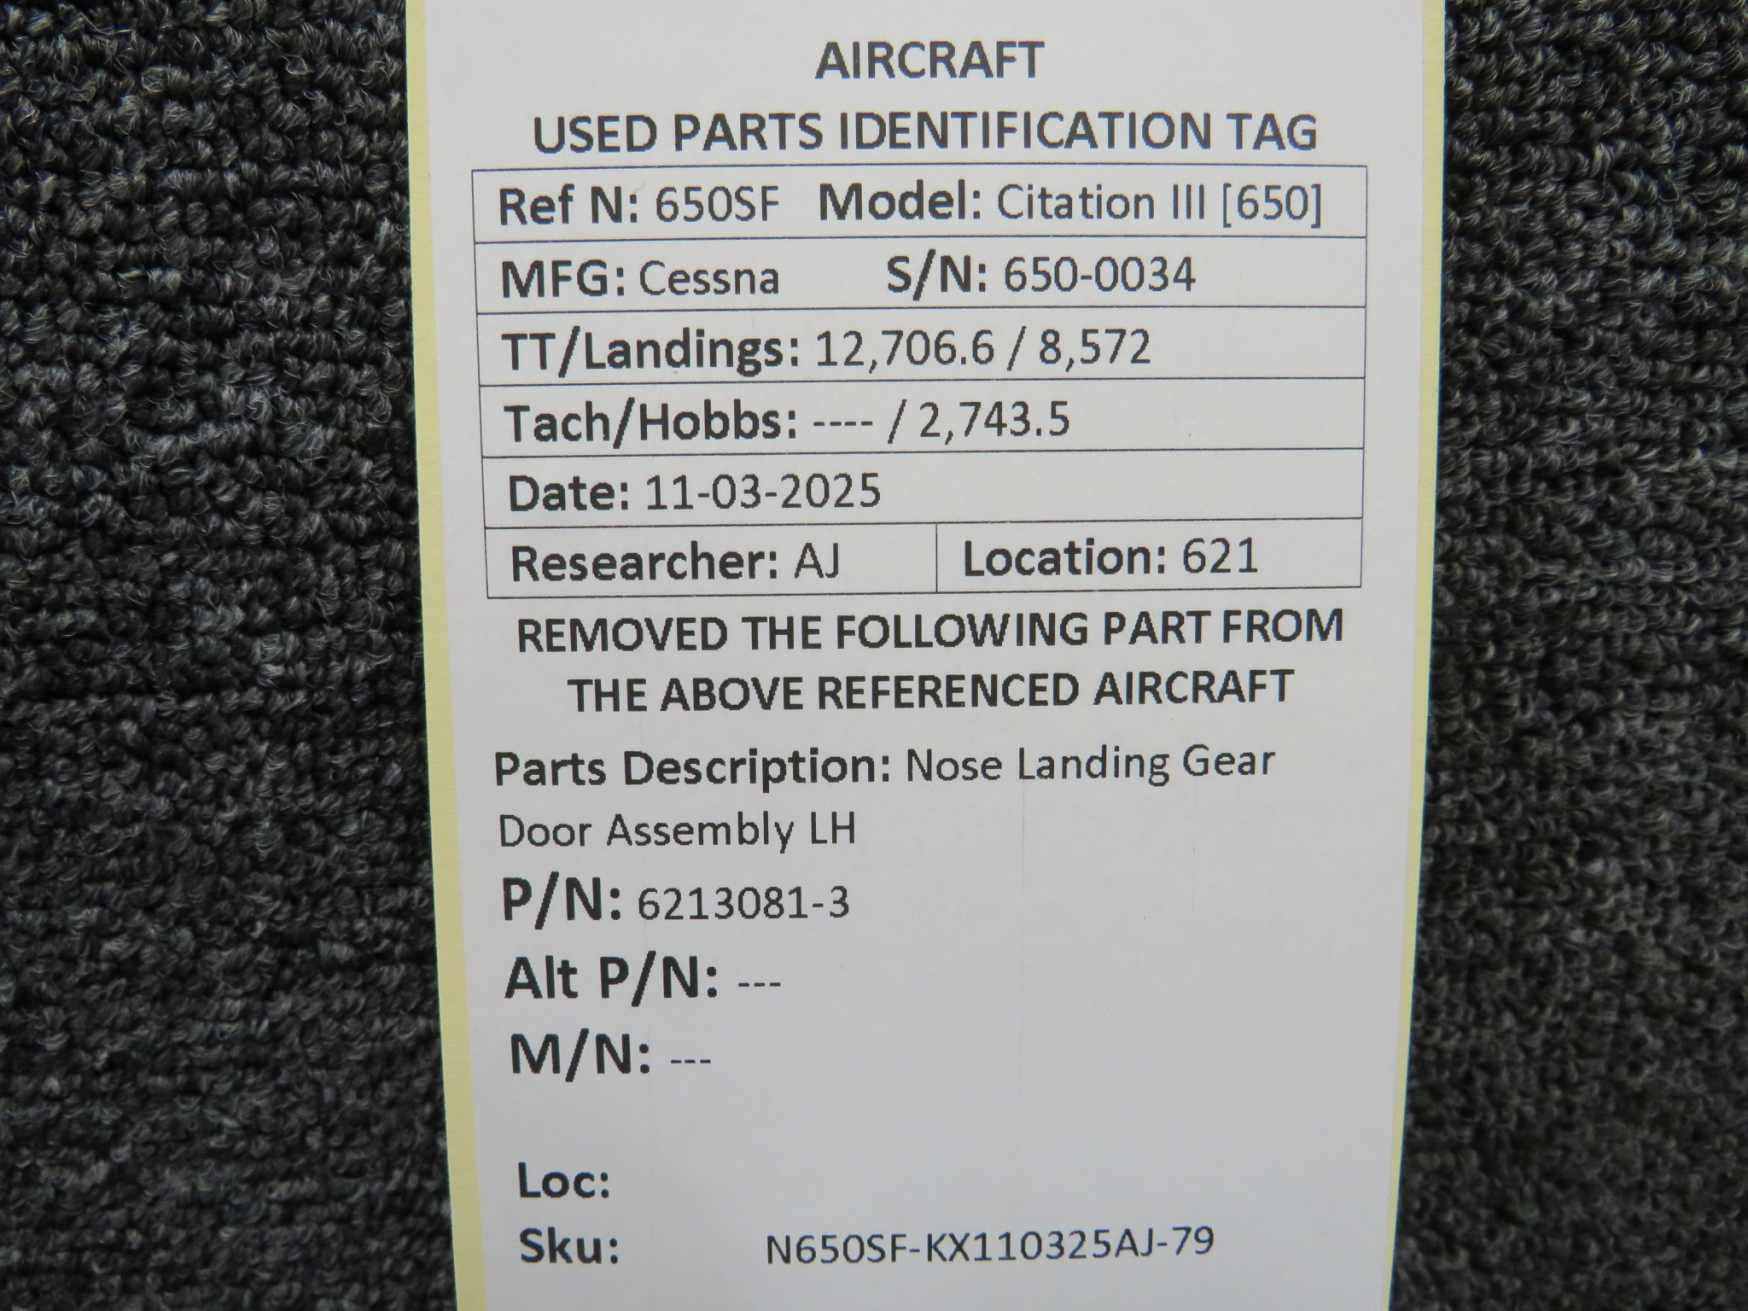 AIRCRAFT
USED PARTS IDENTIFICATION TAG
Ref N: 650SF Model: Citation III [650]
MFG: Cessna S/N: 650-0034
TT/Landings: 12,706.6 / 8,572
Tach/Hobbs: ---- / 2,743.5
Date: 11-03-2025
Researcher: AJ Location: 621
REMOVED THE FOLLOWING PART FROM
THE ABOVE REFERENCED AIRCRAFT
Parts Description: Nose Landing Gear
Door Assembly LH
P/N: 6213081-3
Alt P/N: ---
M/N: ---
Loc:
Sku: N650SF-KX110325AJ-79